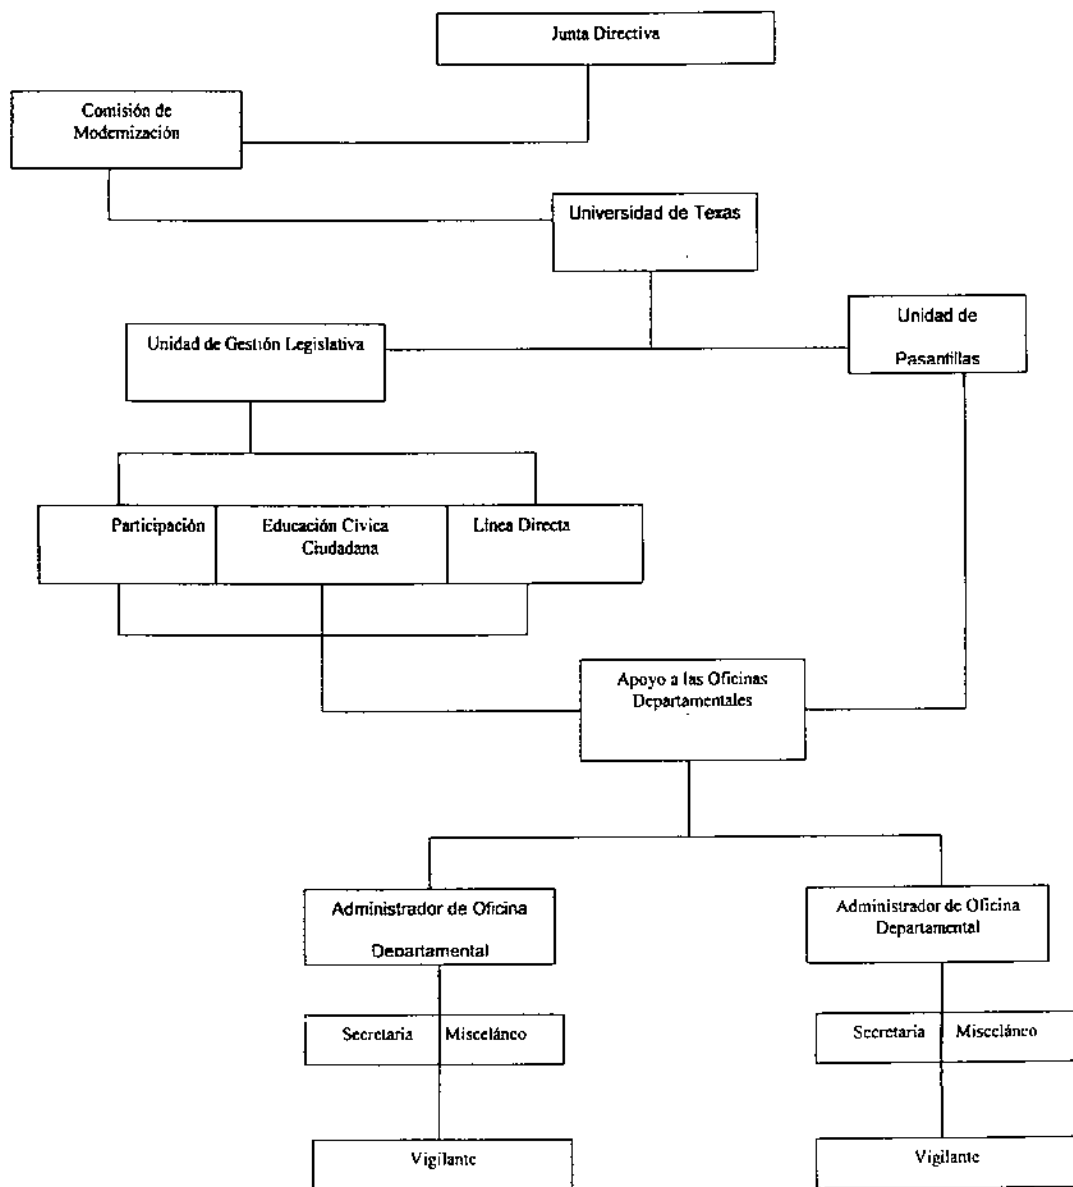 Junta Directiva
Comisión de
Modernización
Universidad de Texas
Unidad de
Pasantillas
Unidad de Gestión Legislativa
Participación
Educación Cívica
Ciudadana
Línea Directa
Apoyo a las Oficinas
Departamentales
Administrador de Oficina
Departamental
Administrador de Oficina
Departamental
Secretaria Misceláneo
Secretaria Misceláneo
Vigilante
Vigilante